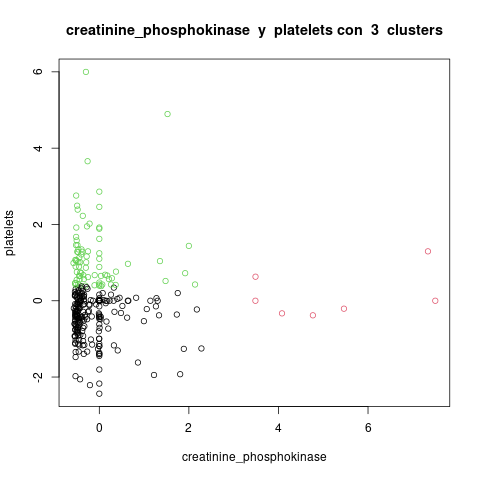 creatinine_phosphokinase y platelets con 3 clusters
6
4
2
0
-2
platelets
0 2 4 6
creatinine_phosphokinase